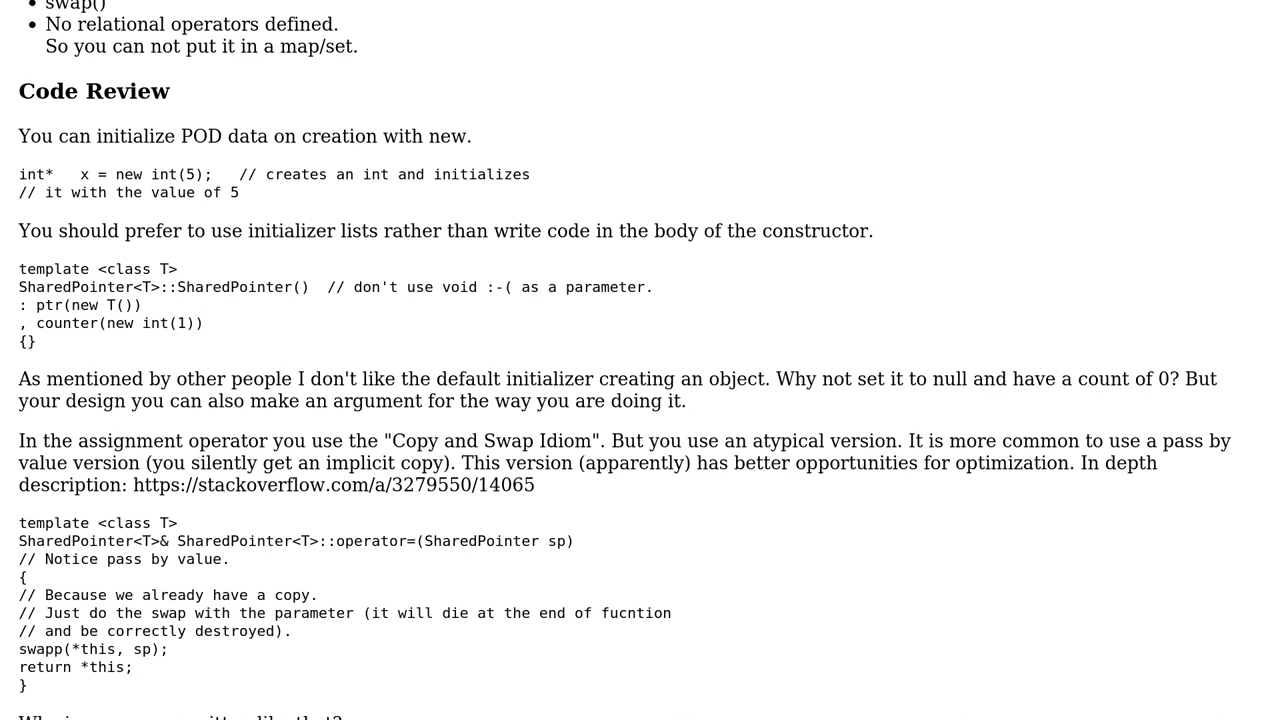 swap()
No relational operators defined.
So you can not put it in a map/set.
Code Review
You can initialize POD data on creation with new.
int*   x = new int(5);   // creates an int and initializes
// it with the value of 5
You should prefer to use initializer lists rather than write code in the body of the constructor.
template <class T>
SharedPointer<T>::SharedPointer()  // don't use void :-( as a parameter.
: ptr(new T())
, counter(new int(1))
{}
As mentioned by other people I don't like the default initializer creating an object. Why not set it to null and have a count of 0? But
your design you can also make an argument for the way you are doing it.
In the assignment operator you use the "Copy and Swap Idiom". But you use an atypical version. It is more common to use a pass by
value version (you silently get an implicit copy). This version (apparently) has better opportunities for optimization. In depth
description: https://stackoverflow.com/a/3279550/14065
template <class T>
SharedPointer<T>& SharedPointer<T>::operator=(SharedPointer sp)
// Notice pass by value.
{
// Because we already have a copy.
// Just do the swap with the parameter (it will die at the end of fucntion
// and be correctly destroyed).
swapp(*this, sp);
return *this;
}